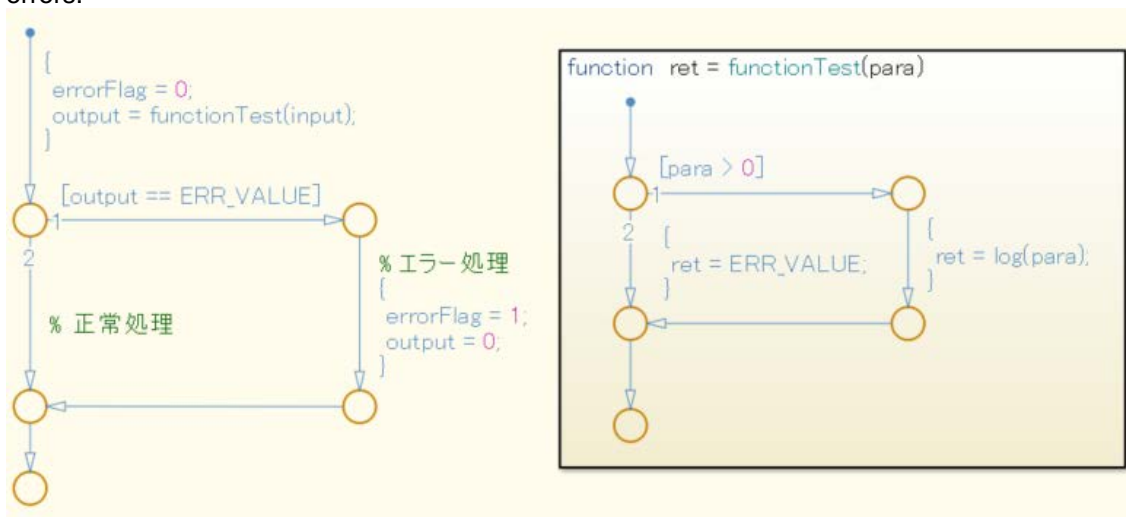 {
errorFlag = 0;
output = functionTest(input);
}
[output == ERR_VALUE]
1
2
% エラー処理
{
errorFlag = 1;
output = 0;
}
% 正常処理
function ret = functionTest(para)
[para > 0]
1
2
{
ret = ERR_VALUE;
}
{
ret = log(para);
}